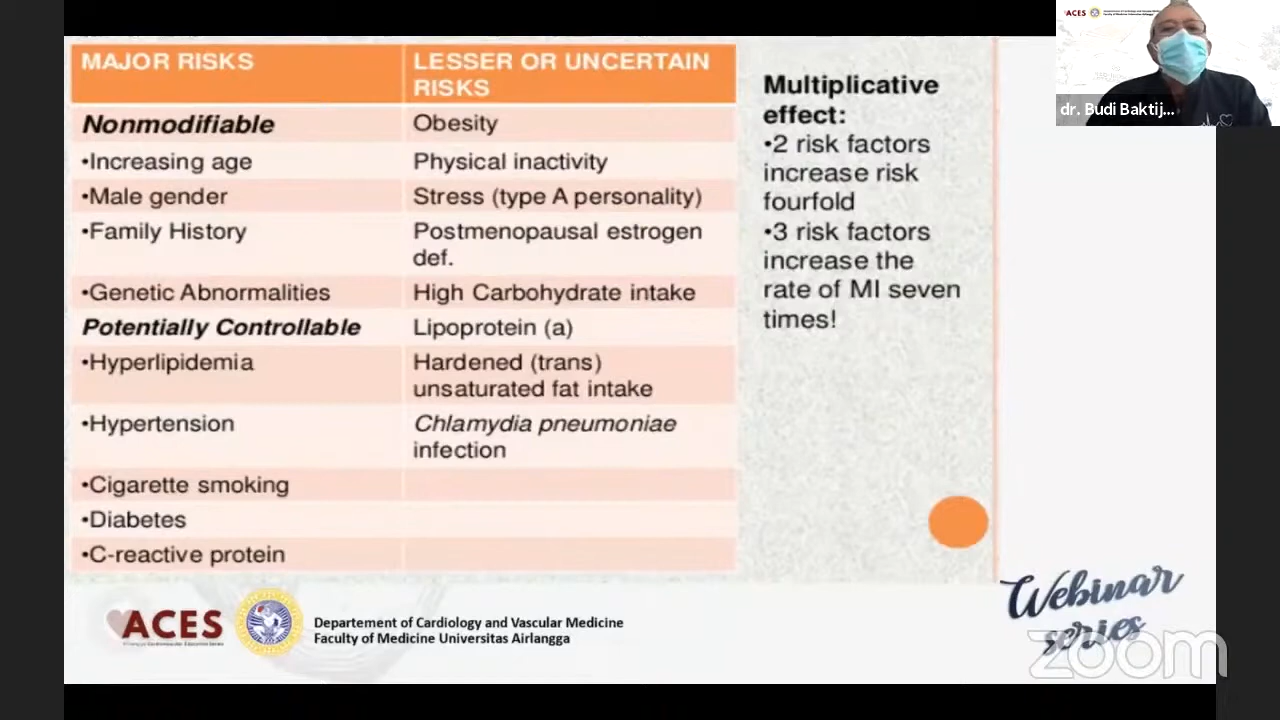 MAJOR RISKS
LESSER OR UNCERTAIN
RISKS
Nonmodifiable
Obesity
•Increasing age
Physical inactivity
•Male gender
Stress (type A personality)
•Family History
Postmenopausal estrogen
def.
•Genetic Abnormalities
High Carbohydrate intake
Potentially Controllable
Lipoprotein (a)
•Hyperlipidemia
Hardened (trans)
unsaturated fat intake
•Hypertension
Chlamydia pneumoniae
infection
•Cigarette smoking
•Diabetes
•C-reactive protein
Multiplicative
effect:
•2 risk factors
increase risk
fourfold
•3 risk factors
increase the
rate of MI seven
times!
ACES
dr. Budi Baktij...
ACES
Departement of Cardiology and Vascular Medicine
Faculty of Medicine Universitas Airlangga
Webinar
series
zoom